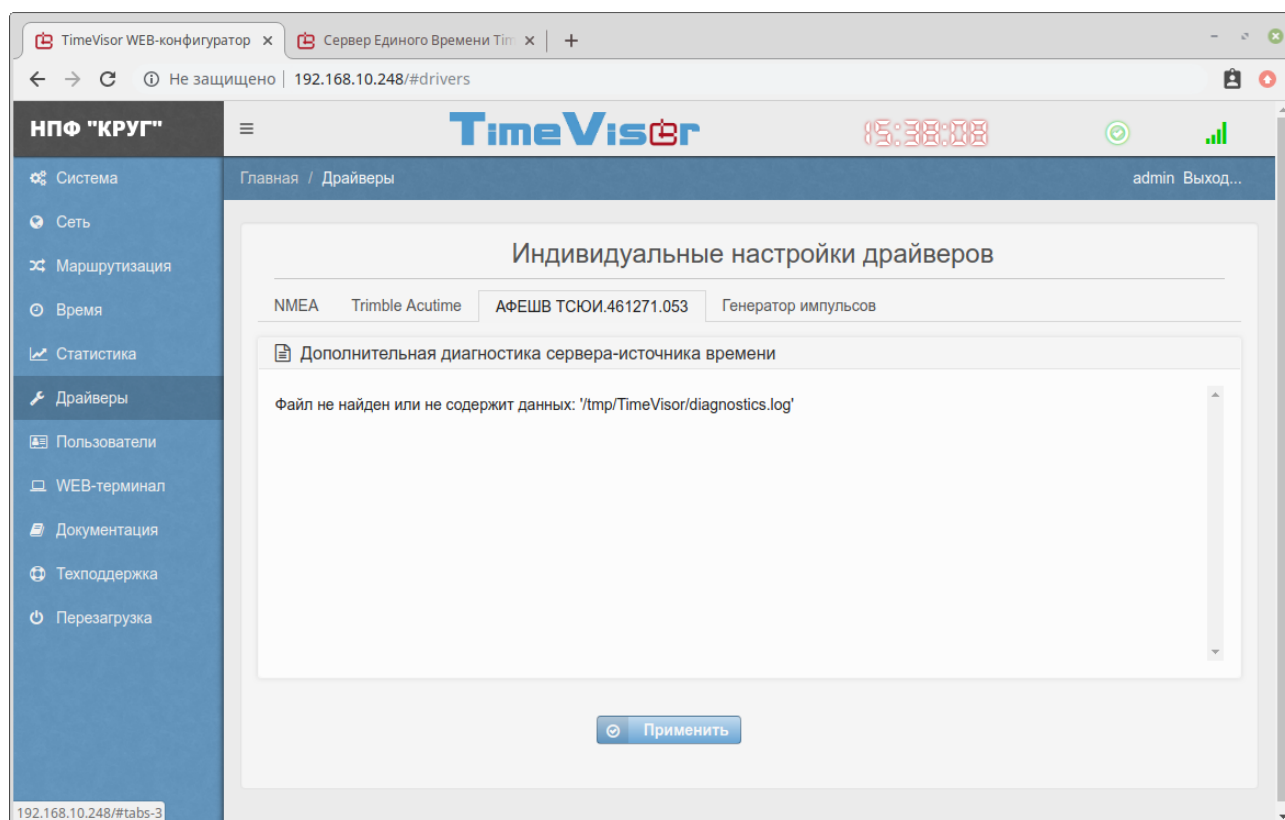 TimeVisor WEB-конфигуратор
Сервер Единого Времени Tim
Не защищено 192.168.10.248/#drivers
НПФ "КРУГ"
TimeVisor
15:38:08
Система
Главная / Драйверы
admin Выход...
Сеть
Маршрутизация
Время
Статистика
Драйверы
Пользователи
WEB-терминал
Документация
Техподдержка
Перезагрузка
Индивидуальные настройки драйверов
NMEA Trimble Acutime АФЕШВ ТСЮИ.461271.053 Генератор импульсов
Дополнительная диагностика сервера-источника времени
Файл не найден или не содержит данных: '/tmp/TimeVisor/diagnostics.log'
Применить
192.168.10.248/#tabs-3